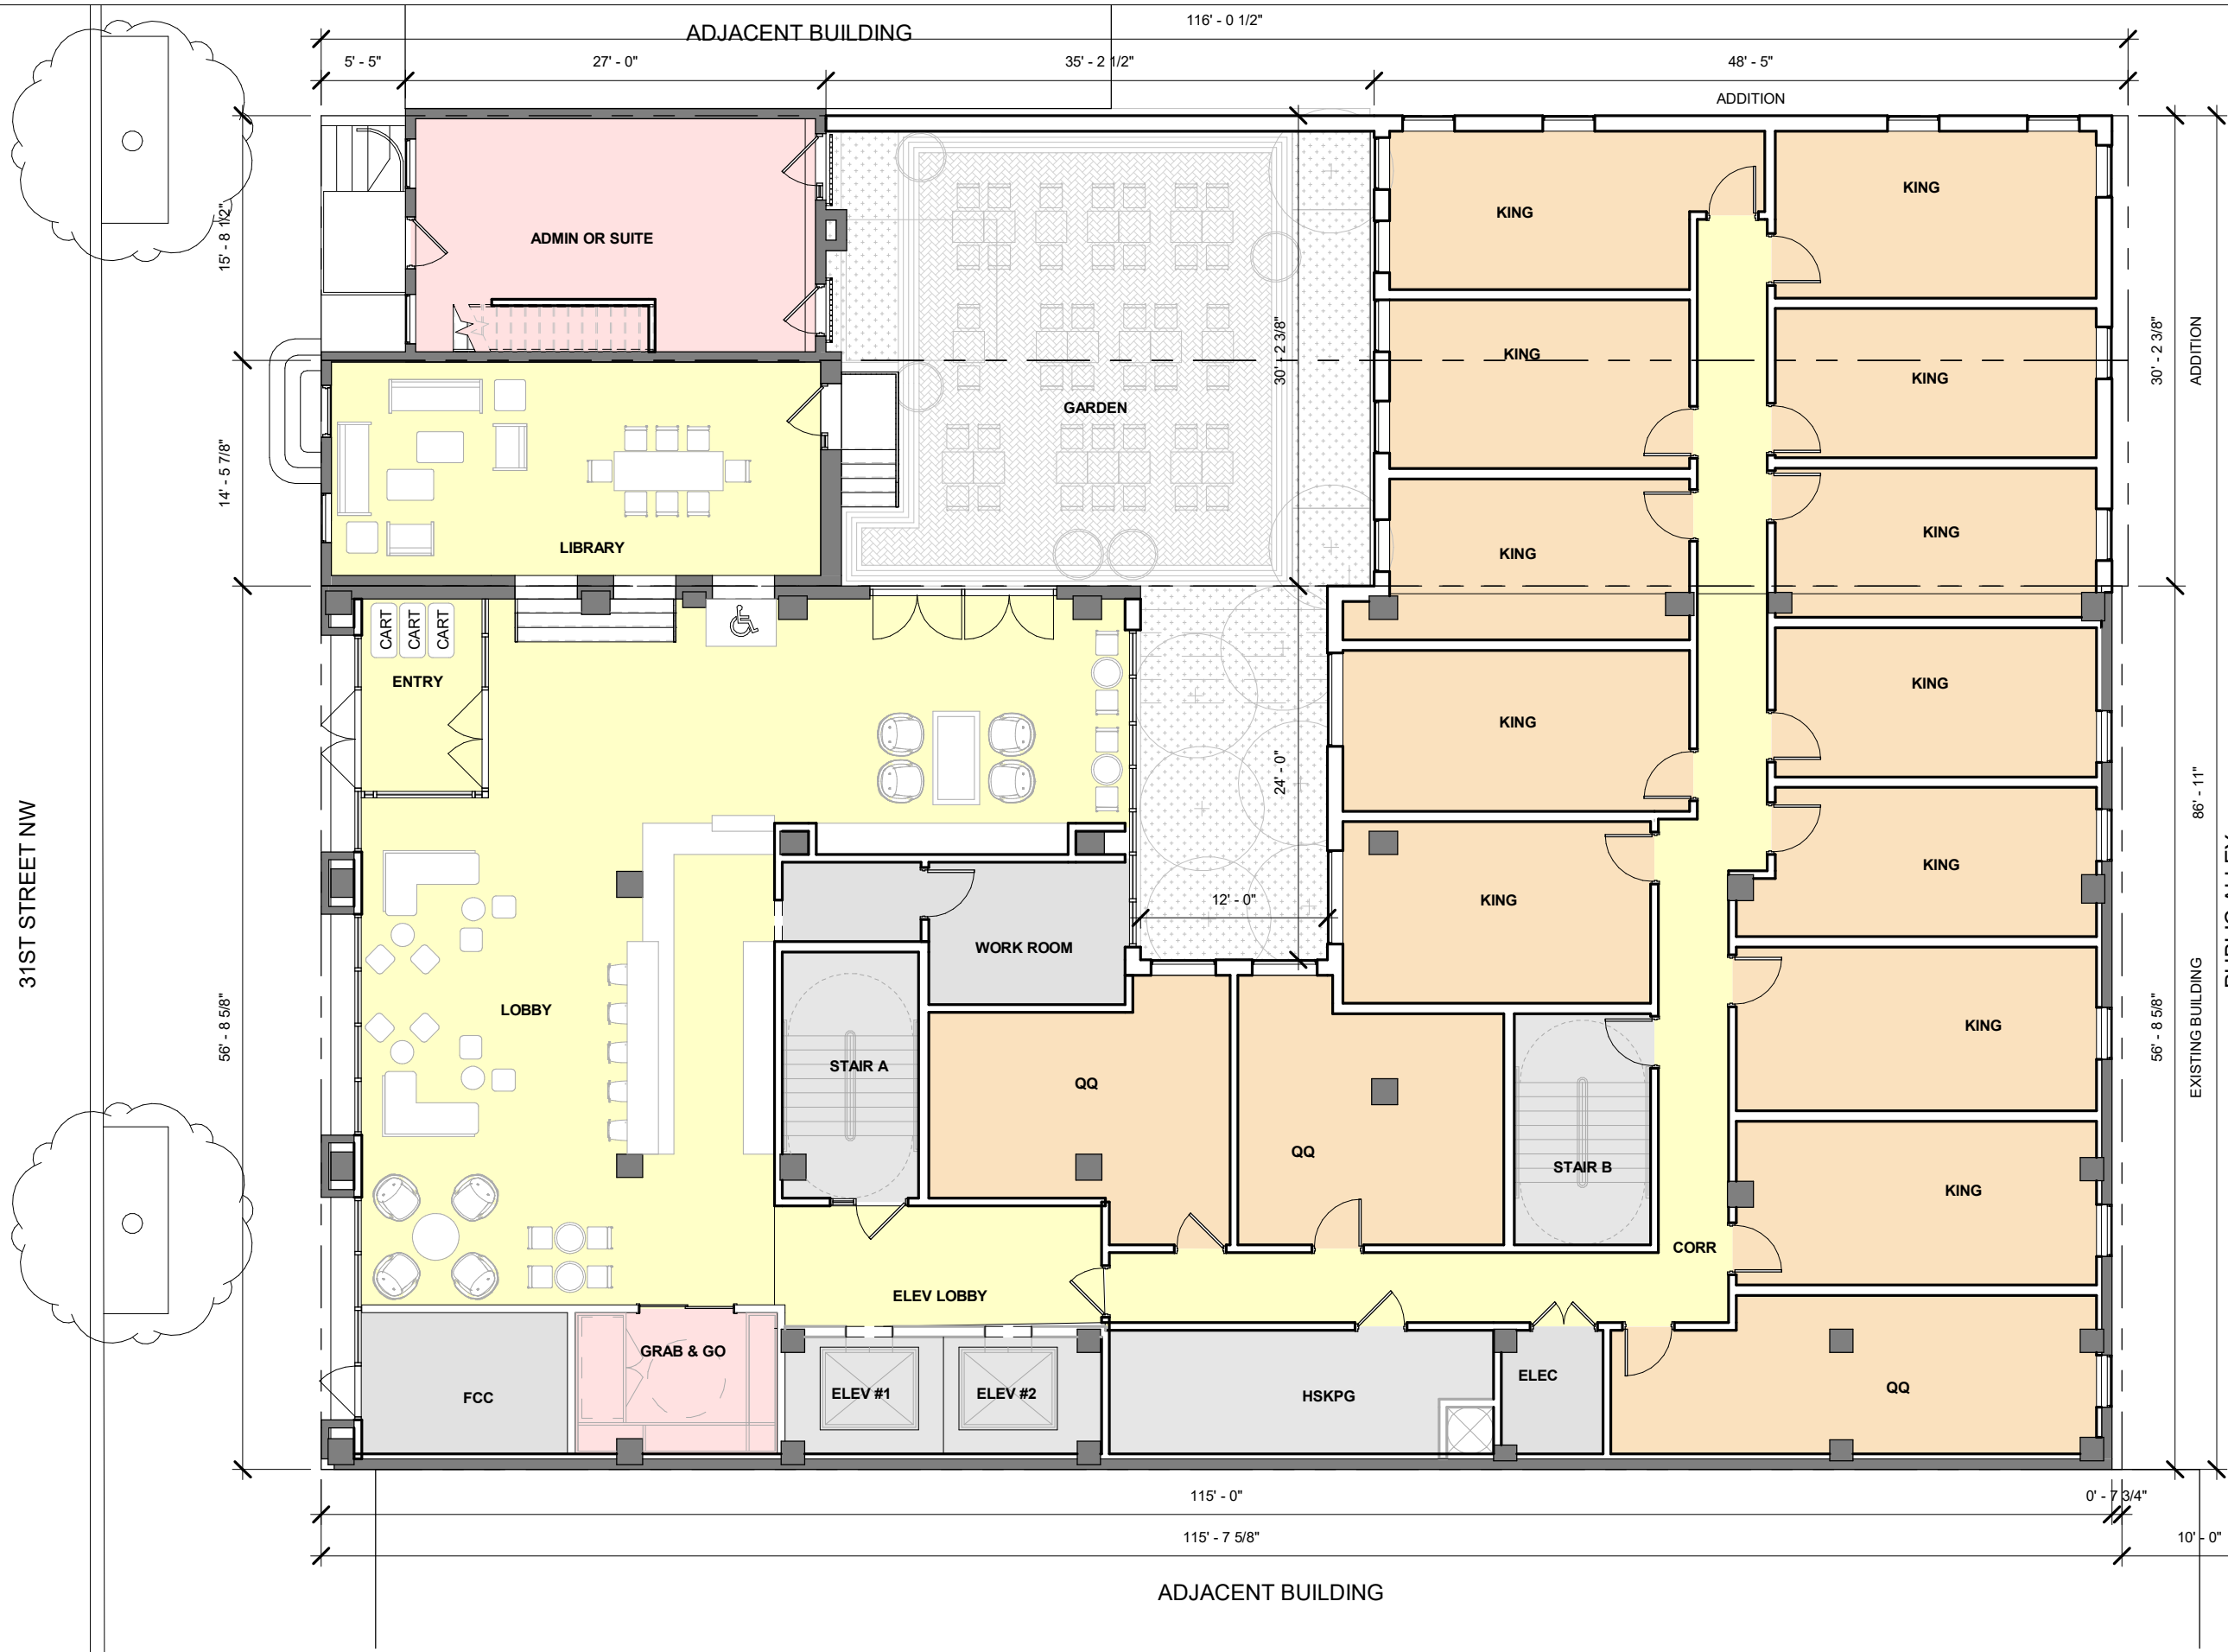 116' - 0 1/2"
ADJACENT BUILDING
5' - 5"
27' - 0"
35' - 2 1/2"
48' - 5"
ADDITION
15' - 8 1/2"
ADMIN OR SUITE
KING
KING
KING
KING
GARDEN
30' - 2 3/8"
30' - 2 3/8"
ADDITION
14' - 5 7/8"
LIBRARY
KING
KING
CART
CART
CART
ENTRY
KING
KING
24' - 0"
86' - 11"
31ST STREET NW
KING
KING
12' - 0"
WORK ROOM
LOBBY
KING
56' - 8 5/8"
56' - 8 5/8"
EXISTING BUILDING
STAIR A
QQ
QQ
STAIR B
KING
CORR
ELEV LOBBY
GRAB & GO
FCC
ELEV #1
ELEV #2
HSKPG
ELEC
QQ
115' - 0"
0' - 7 3/4"
115' - 7 5/8"
10' - 0"
ADJACENT BUILDING